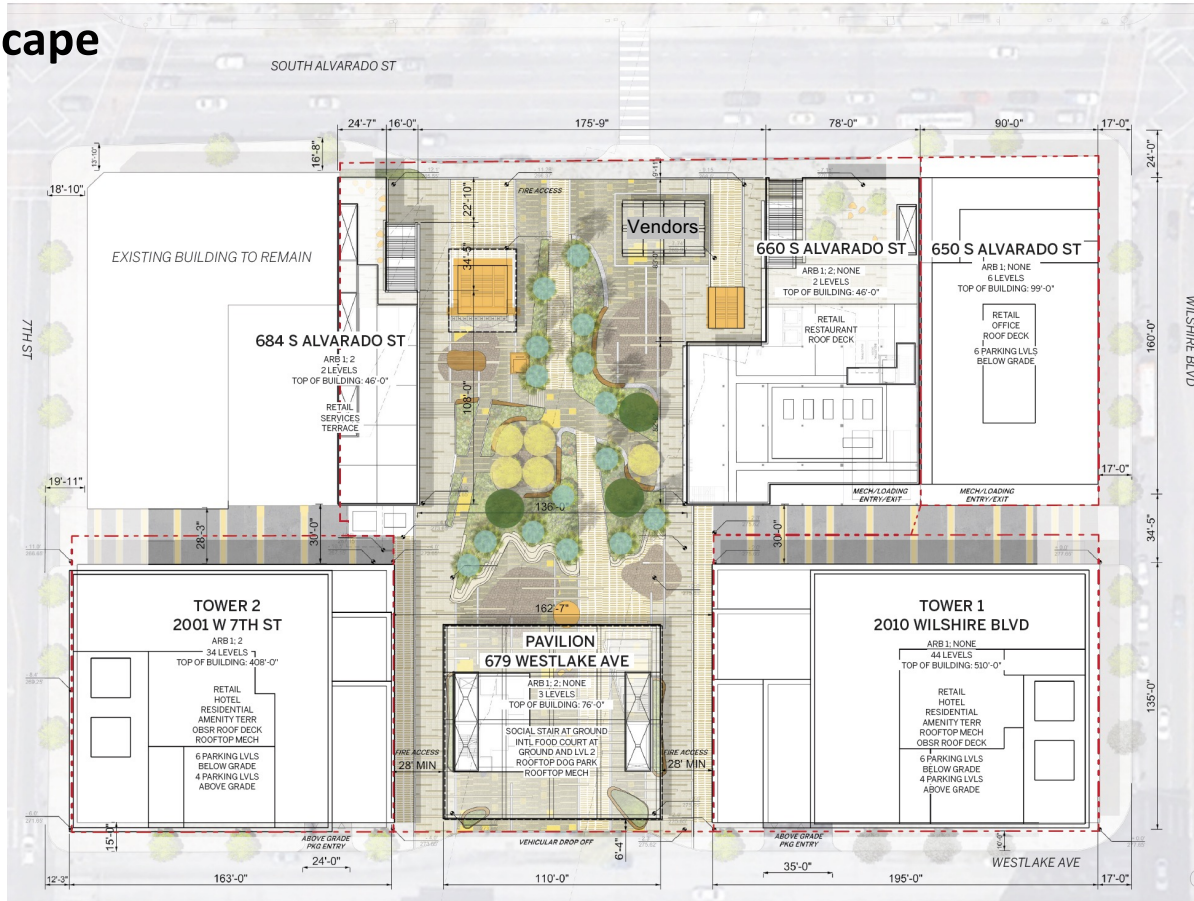 cape
SOUTH ALVARADO ST
24'-7"
16'-0"
175'-9"
78'-0"
90'-0"
17'-0"
13'-10"
16'-8"
24'-0"
18'-10"
FIRE ACCESS
22'-10"
Vendors
EXISTING BUILDING TO REMAIN
34'-5"
660 S ALVARADO ST
ARB 1; 2; NONE
2 LEVELS
TOP OF BUILDING: 46'-0"
RETAIL
RESTAURANT
ROOF DECK
650 S ALVARADO ST
ARB 1; NONE
6 LEVELS
TOP OF BUILDING: 99'-0"
RETAIL
OFFICE
ROOF DECK
6 PARKING LVLS
BELOW GRADE
7TH ST
WILSHIRE BLVD
160'-0"
684 S ALVARADO ST
ARB 1; 2
2 LEVELS
TOP OF BUILDING: 46'-0"
RETAIL
SERVICES
TERRACE
108'-0"
17'-0"
19'-11"
MECH/LOADING
ENTRY/EXIT
MECH/LOADING
ENTRY/EXIT
136'-0"
28'-3"
30'-0"
30'-0"
34'-5"
162'-7"
TOWER 2
2001 W 7TH ST
ARB 1; 2
34 LEVELS
TOP OF BUILDING: 408'-0"
RETAIL
HOTEL
RESIDENTIAL
AMENITY TERR
OBSR ROOF DECK
ROOFTOP MECH
6 PARKING LVLS
BELOW GRADE
4 PARKING LVLS
ABOVE GRADE
PAVILION
679 WESTLAKE AVE
ARB 1; 2; NONE
3 LEVELS
TOP OF BUILDING: 76'-0"
SOCIAL STAIR AT GROUND
INTL FOOD COURT AT
GROUND AND LVL 2
ROOFTOP DOG PARK
ROOFTOP MECH
TOWER 1
2010 WILSHIRE BLVD
ARB 1; NONE
44 LEVELS
TOP OF BUILDING: 510'-0"
RETAIL
HOTEL
RESIDENTIAL
AMENITY TERR
ROOFTOP MECH
OBSR ROOF DECK
6 PARKING LVLS
BELOW GRADE
4 PARKING LVLS
ABOVE GRADE
135'-0"
FIRE ACCESS
28' MIN
FIRE ACCESS
28' MIN
15'-0"
ABOVE GRADE
PKG ENTRY
VEHICULAR DROP OFF
6'-4"
ABOVE GRADE
PKG ENTRY
WESTLAKE AVE
24'-0"
35'-0"
12'-3"
163'-0"
110'-0"
195'-0"
17'-0"